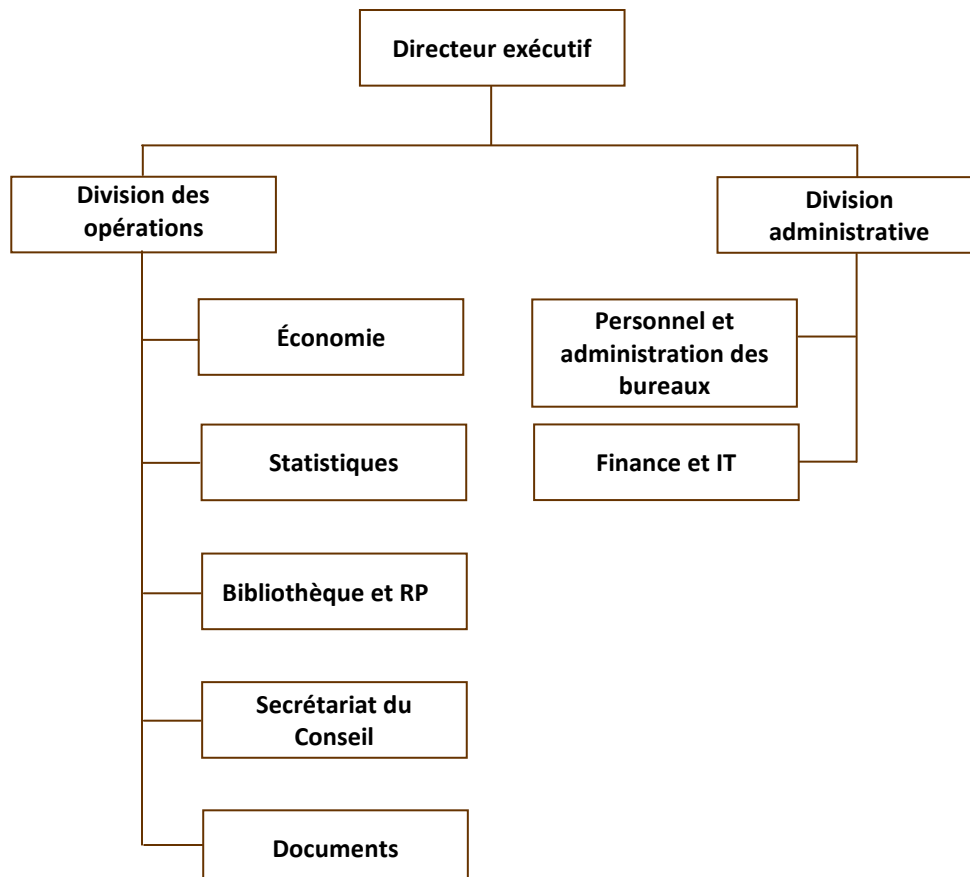 Directeur exécutif
Division des
opérations
Division
administrative
Économie
Personnel et
administration des
bureaux
Statistiques
Finance et IT
Bibliothèque et RP
Secrétariat du
Conseil
Documents